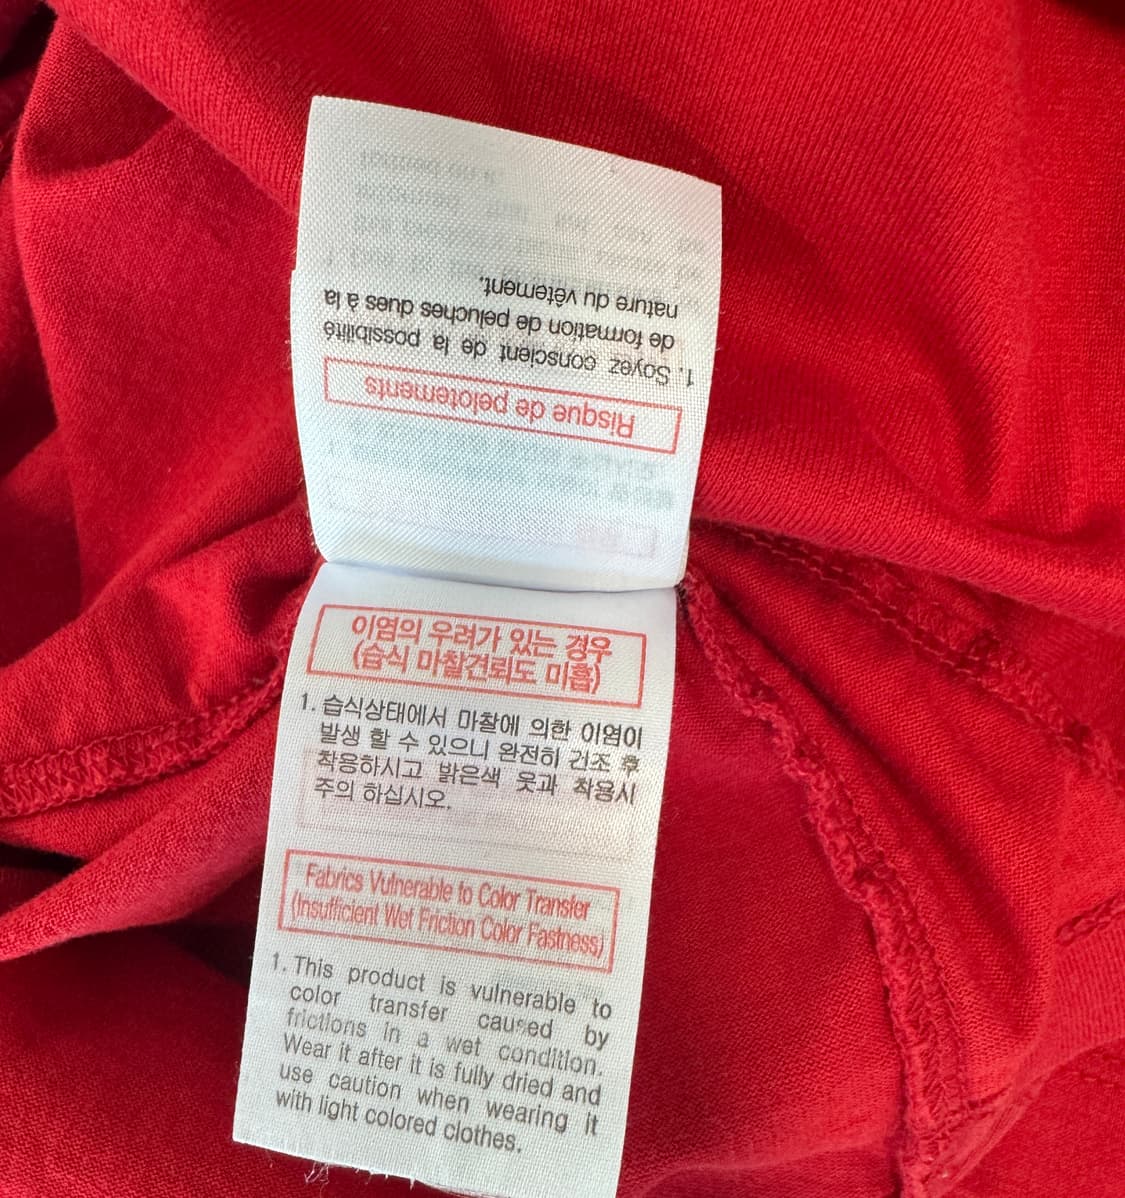 Risque de pelotements
1. Soyez conscient de la possibilité
de formation de peluches dues à la
nature du vêtement.
이염의 우려가 있는 경우
(습식 마찰견뢰도 미흡)
1. 습식상태에서 마찰에 의한 이염이
발생 할 수 있으니 완전히 건조 후
착용하시고 밝은색 옷과 착용시
주의 하십시오.
Fabrics Vulnerable to Color Transfer
(Insufficient Wet Friction Color Fastness)
1. This product is vulnerable to
color transfer caused by
frictions in a wet condition.
Wear it after it is fully dried and
use caution when wearing it
with light colored clothes.